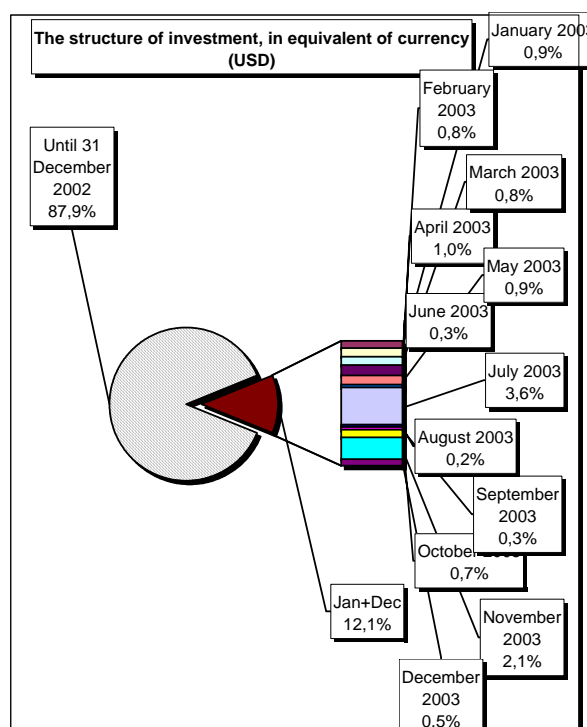 The structure of investment, in equivalent of currency
(USD)
January 2003
0,9%
February
2003
0,8%
Until 31
December
2002
87,9%
March 2003
0,8%
April 2003
1,0%
May 2003
0,9%
June 2003
0,3%
July 2003
3,6%
August 2003
0,2%
September
2003
0,3%
October 2003
0,7%
Jan+Dec
12,1%
November
2003
2,1%
December
2003
0,5%